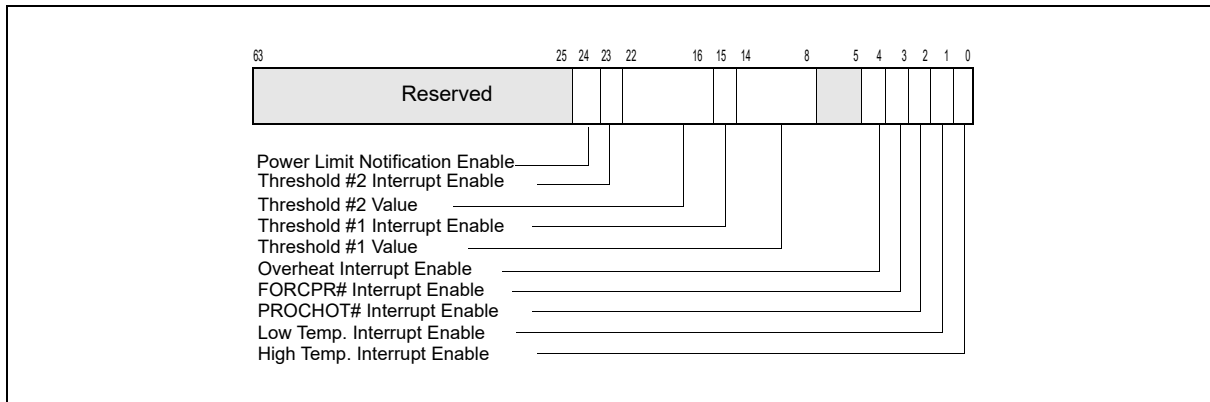 63 25 24 23 22 16 15 14 8 5 4 3 2 1 0
Reserved
Power Limit Notification Enable
Threshold #2 Interrupt Enable
Threshold #2 Value
Threshold #1 Interrupt Enable
Threshold #1 Value
Overheat Interrupt Enable
FORCPR# Interrupt Enable
PROCHOT# Interrupt Enable
Low Temp. Interrupt Enable
High Temp. Interrupt Enable